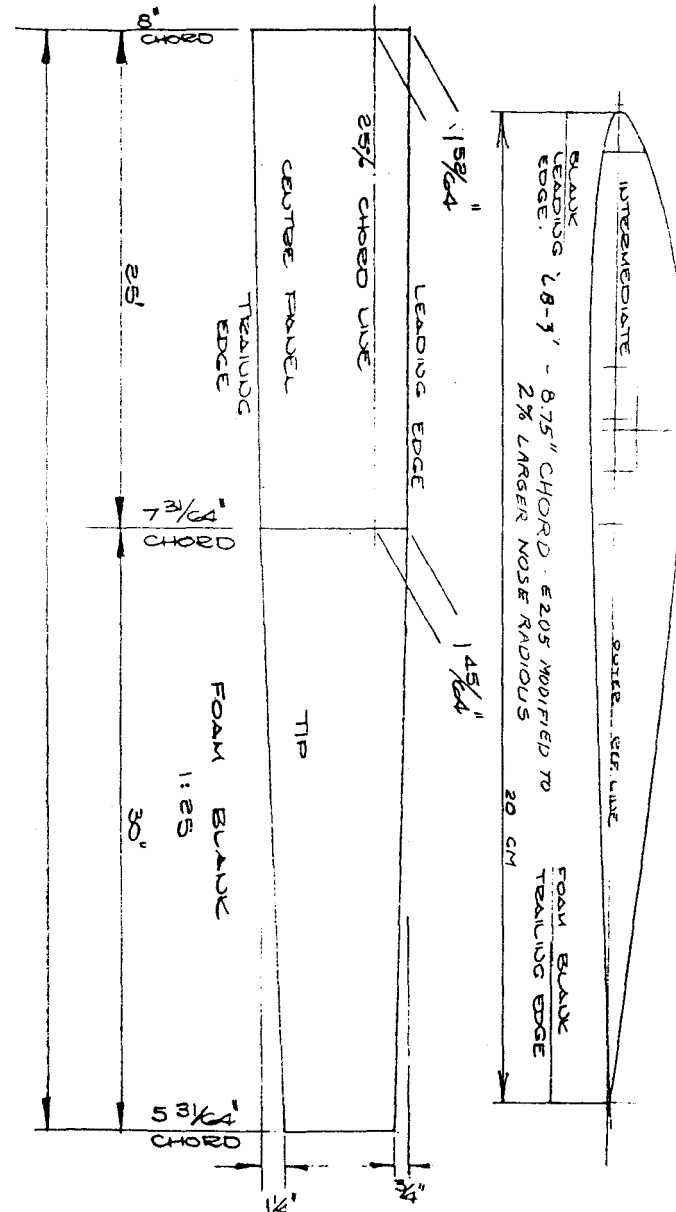 8"
CHORD
1 52/64"
25% CHORD LINE
LEADING EDGE
CENTRE PANEL
TRAILING
EDGE
25"
7 31/64"
CHORD
1 45/64"
TIP
FOAM BLANK
1:25
30"
5 31/64"
CHORD
1¼"
¾"
BLANK
LEADING
EDGE.
INTERMEDIATE
'LB-3' - 8.75" CHORD. E205 MODIFIED TO
2% LARGER NOSE RADIOUS
OUTER REF. LINE
20 CM
FOAM BLANK
TRAILING EDGE